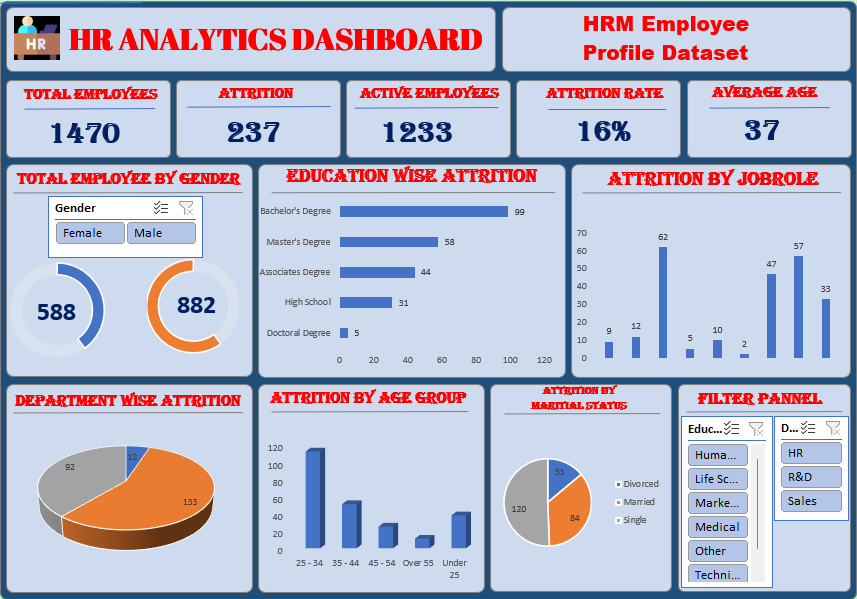 HR
HR ANALYTICS DASHBOARD
HRM Employee
Profile Dataset
TOTAL EMPLOYEES
1470
ATTRITION
237
ACTIVE EMPLOYEES
1233
ATTRITION RATE
16%
AVERAGE AGE
37
TOTAL EMPLOYEE BY GENDER
Gender
Female Male
588 882
EDUCATION WISE ATTRITION
Bachelor's Degree 99
Master's Degree 58
Associates Degree 44
High School 31
Doctoral Degree 5
0 20 40 60 80 100 120
ATTRITION BY JOBROLE
70
60
50
40
30
20
10
0
9 12 62 5 10 2 47 57 33
DEPARTMENT WISE ATTRITION
12
92
133
ATTRITION BY AGE GROUP
120
100
80
60
40
20
0
25 - 34 35 - 44 45 - 54 Over 55 Under
25
ATTRITION BY
MARITIAL STATUS
33
120
84
Divorced
Married
Single
FILTER PANNEL
Educ...
Huma...
Life Sc...
Marke...
Medical
Other
Techni...
D...
HR
R&D
Sales